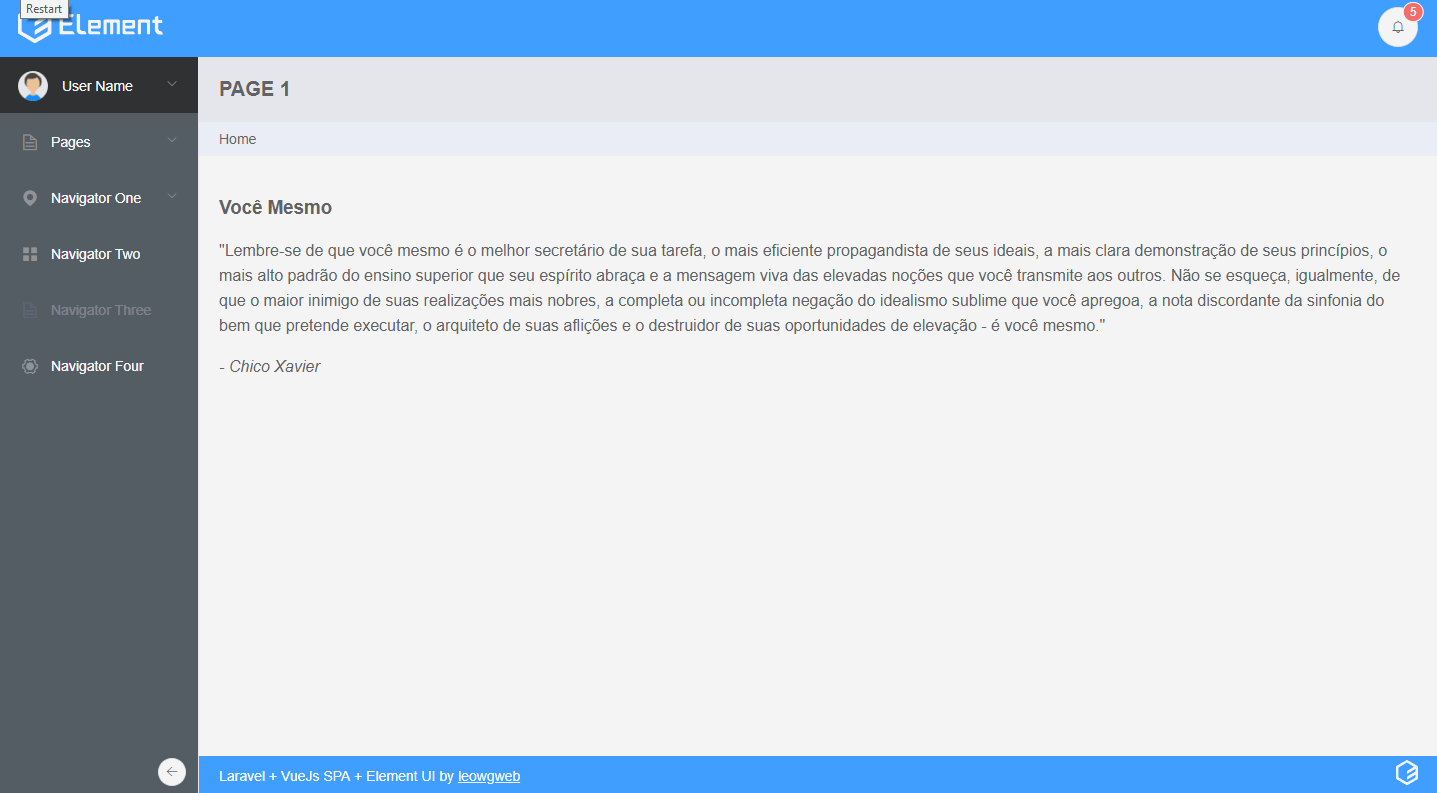 Restart
Element
5
User Name
PAGE 1
Pages
Home
Navigator One
Navigator Two
Navigator Three
Navigator Four
Você Mesmo
"Lembre-se de que você mesmo é o melhor secretário de sua tarefa, o mais eficiente propagandista de seus ideais, a mais clara demonstração de seus princípios, o
mais alto padrão do ensino superior que seu espírito abraça e a mensagem viva das elevadas noções que você transmite aos outros. Não se esqueça, igualmente, de
que o maior inimigo de suas realizações mais nobres, a completa ou incompleta negação do idealismo sublime que você apregoa, a nota discordante da sinfonia do
bem que pretende executar, o arquiteto de suas aflições e o destruidor de suas oportunidades de elevação - é você mesmo."
- Chico Xavier
Laravel + VueJs SPA + Element UI by leowgweb